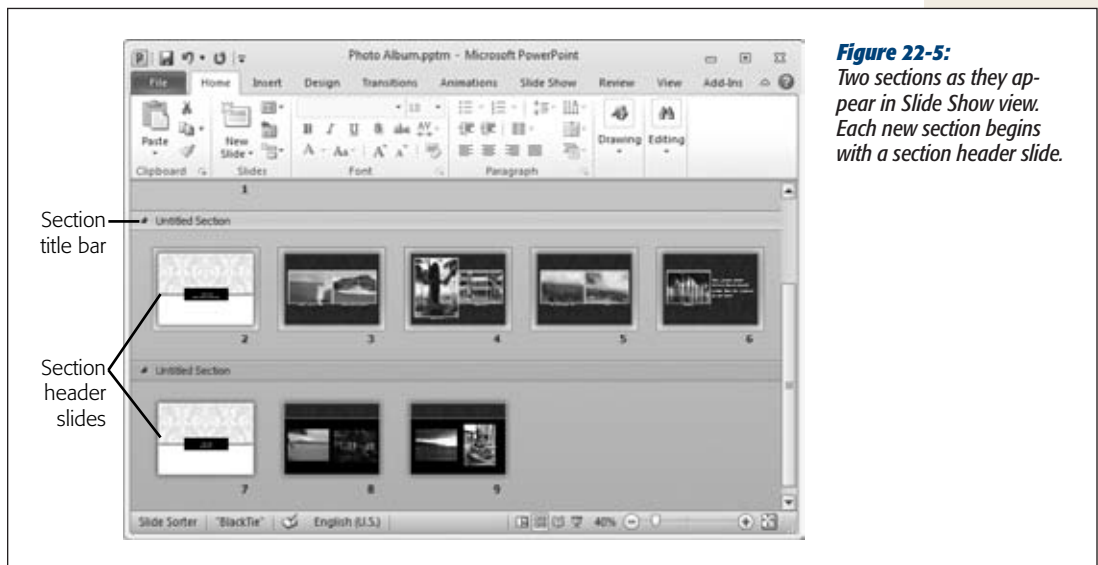 Photo Album.pptm - Microsoft PowerPoint
File Home Insert Design Transitions Animations Slide Show Review View Add-Ins
Paste
New
Slide
Drawing Editing
Clipboard Slides Font Paragraph
1
Untitled Section
2 3 4 5 6
Untitled Section
7 8 9
Slide Sorter "BlackTie" English (U.S.) 40%
Section
title bar
Section
header
slides
Figure 22-5:
Two sections as they ap-
pear in Slide Show view.
Each new section begins
with a section header slide.